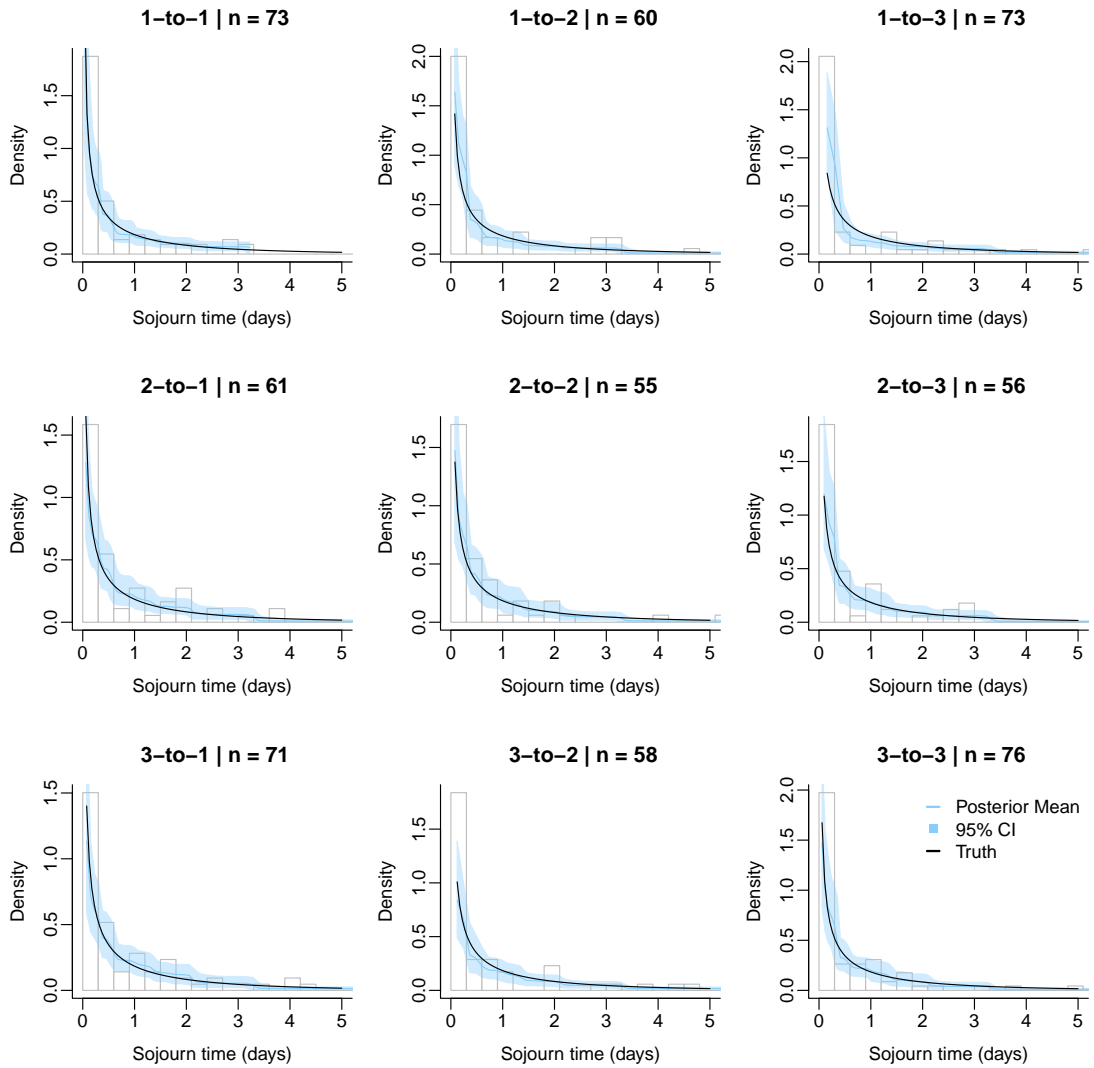 1−to−1 | n = 73
1−to−2 | n = 60
1−to−3 | n = 73
Density
0.0 0.5 1.0 1.5
0 1 2 3 4 5
Sojourn time (days)
Density
0.0 0.5 1.0 1.5 2.0
0 1 2 3 4 5
Sojourn time (days)
Density
0.0 0.5 1.0 1.5 2.0
0 1 2 3 4 5
Sojourn time (days)
2−to−1 | n = 61
2−to−2 | n = 55
2−to−3 | n = 56
Density
0.0 0.5 1.0 1.5
0 1 2 3 4 5
Sojourn time (days)
Density
0.0 0.5 1.0 1.5
0 1 2 3 4 5
Sojourn time (days)
Density
0.0 0.5 1.0 1.5
0 1 2 3 4 5
Sojourn time (days)
3−to−1 | n = 71
3−to−2 | n = 58
3−to−3 | n = 76
Density
0.0 0.5 1.0 1.5
0 1 2 3 4 5
Sojourn time (days)
Density
0.0 0.5 1.0 1.5
0 1 2 3 4 5
Sojourn time (days)
Density
0.0 0.5 1.0 1.5 2.0
0 1 2 3 4 5
Sojourn time (days)
Posterior Mean
95% CI
Truth